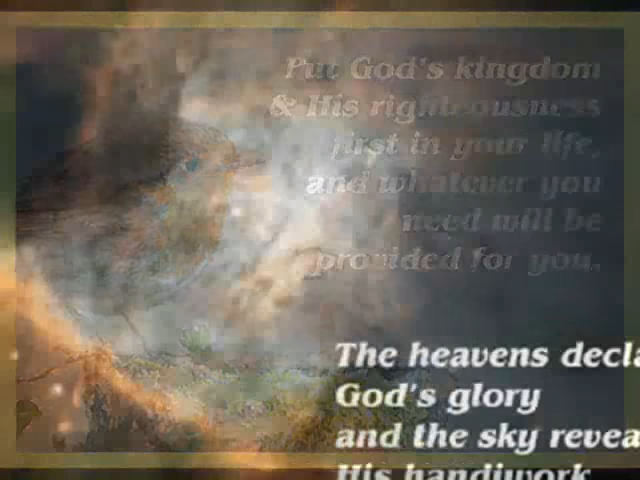 Put God's kingdom
& His righteousness
first in your life,
and whatever you
need will be
provided for you.
The heavens decla
God's glory
and the sky revea
His handiwork